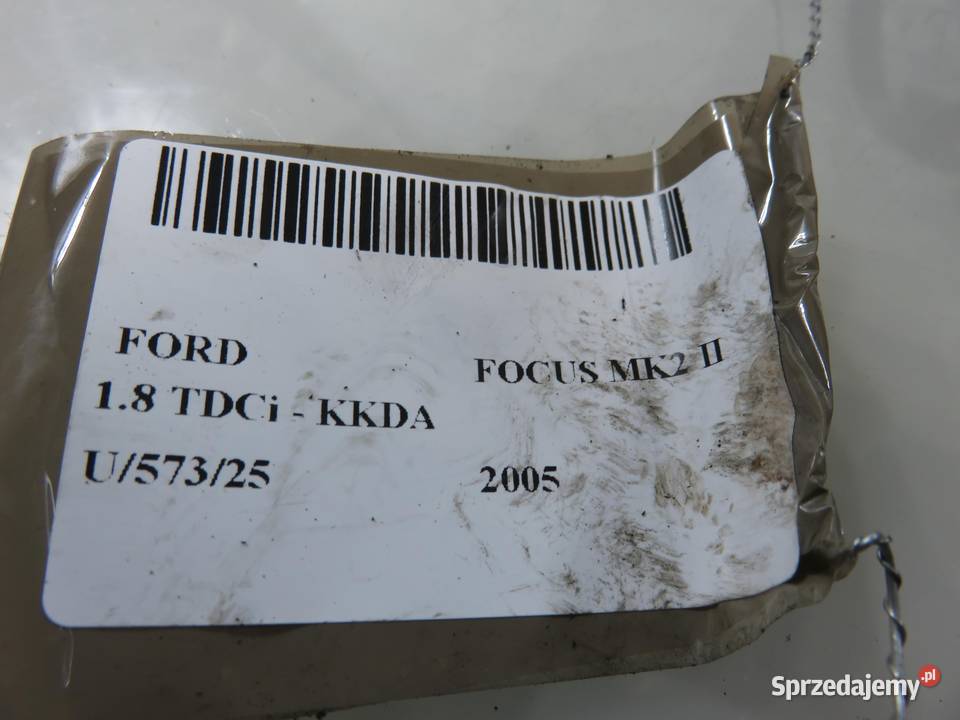 FORD
FOCUS MK2 II
1.8 TDCi - KKDA
U/573/25
2005
Sprzedajemy.pl